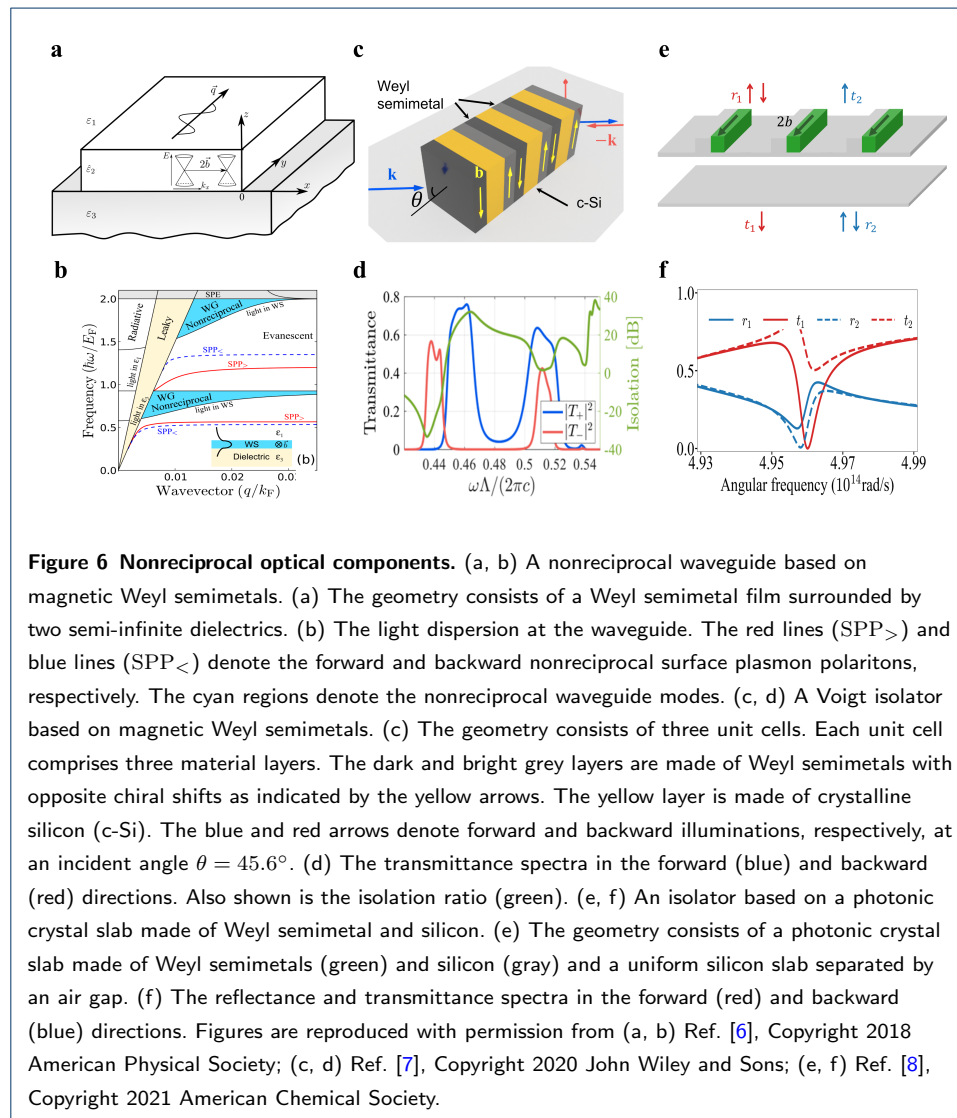 a
ε₁
q⃗
z
ε̂₂
E
2b⃗
kₓ
y
0
x
ε₃
c
Weyl
semimetal
k
−k
b
θ
c-Si
e
r₁
t₂
2b
t₁
r₂
b
Frequency (ħω/E_F)
2.0
1.5
1.0
0.5
0.0
SPE
Radiative
Leaky
WG
Nonreciprocal
light in WS
Evanescent
light in ε₁
light in ε₃
SPP<
SPP>
WG
Nonreciprocal
light in WS
SPP>
SPP<
WS
⊗b⃗
Dielectric
ε₃
(b)
0.01 0.02
Wavevector (q/k_F)
d
Transmittance
0.8
0.6
0.4
0.2
0
40
20
0
-20
-40
Isolation [dB]
|T₊|²
|T₋|²
0.44 0.46 0.48 0.5 0.52 0.54
ωΛ/(2πc)
f
1.0
0.5
0.0
r₁ t₁ r₂ t₂
4.93 4.95 4.97 4.99
Angular frequency (10¹⁴rad/s)
Figure 6 Nonreciprocal optical components. (a, b) A nonreciprocal waveguide based on
magnetic Weyl semimetals. (a) The geometry consists of a Weyl semimetal film surrounded by
two semi-infinite dielectrics. (b) The light dispersion at the waveguide. The red lines (SPP>) and
blue lines (SPP<) denote the forward and backward nonreciprocal surface plasmon polaritons,
respectively. The cyan regions denote the nonreciprocal waveguide modes. (c, d) A Voigt isolator
based on magnetic Weyl semimetals. (c) The geometry consists of three unit cells. Each unit cell
comprises three material layers. The dark and bright grey layers are made of Weyl semimetals with
opposite chiral shifts as indicated by the yellow arrows. The yellow layer is made of crystalline
silicon (c-Si). The blue and red arrows denote forward and backward illuminations, respectively, at
an incident angle θ = 45.6°. (d) The transmittance spectra in the forward (blue) and backward
(red) directions. Also shown is the isolation ratio (green). (e, f) An isolator based on a photonic
crystal slab made of Weyl semimetal and silicon. (e) The geometry consists of a photonic crystal
slab made of Weyl semimetals (green) and silicon (gray) and a uniform silicon slab separated by
an air gap. (f) The reflectance and transmittance spectra in the forward (red) and backward
(blue) directions. Figures are reproduced with permission from (a, b) Ref. [6], Copyright 2018
American Physical Society; (c, d) Ref. [7], Copyright 2020 John Wiley and Sons; (e, f) Ref. [8],
Copyright 2021 American Chemical Society.